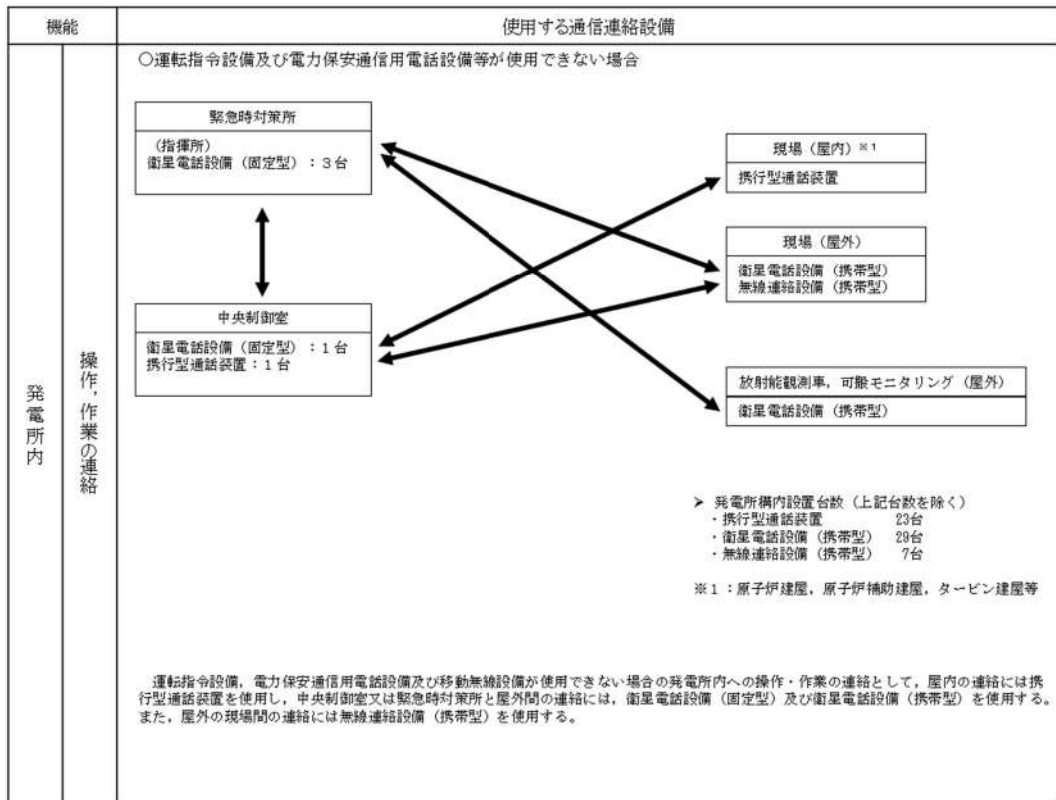 機能
使用する通信連絡設備
発電所内
操作，作業の連絡
○運転指令設備及び電力保安通信用電話設備等が使用できない場合
緊急時対策所
（指揮所）
衛星電話設備（固定型）：３台
中央制御室
衛星電話設備（固定型）：１台
携行型通話装置：１台
現場（屋内）※１
携行型通話装置
現場（屋外）
衛星電話設備（携帯型）
無線連絡設備（携帯型）
放射能観測車，可搬モニタリング（屋外）
衛星電話設備（携帯型）
➢ 発電所構内設置台数（上記台数を除く）
・携行型通話装置 23台
・衛星電話設備（携帯型） 29台
・無線連絡設備（携帯型） 7台
※１：原子炉建屋，原子炉補助建屋，タービン建屋等
運転指令設備，電力保安通信用電話設備及び移動無線設備が使用できない場合の発電所内への操作・作業の連絡として，屋内の連絡には携
行型通話装置を使用し，中央制御室又は緊急時対策所と屋外間の連絡には，衛星電話設備（固定型）及び衛星電話設備（携帯型）を使用する。
また，屋外の現場間の連絡には無線連絡設備（携帯型）を使用する。